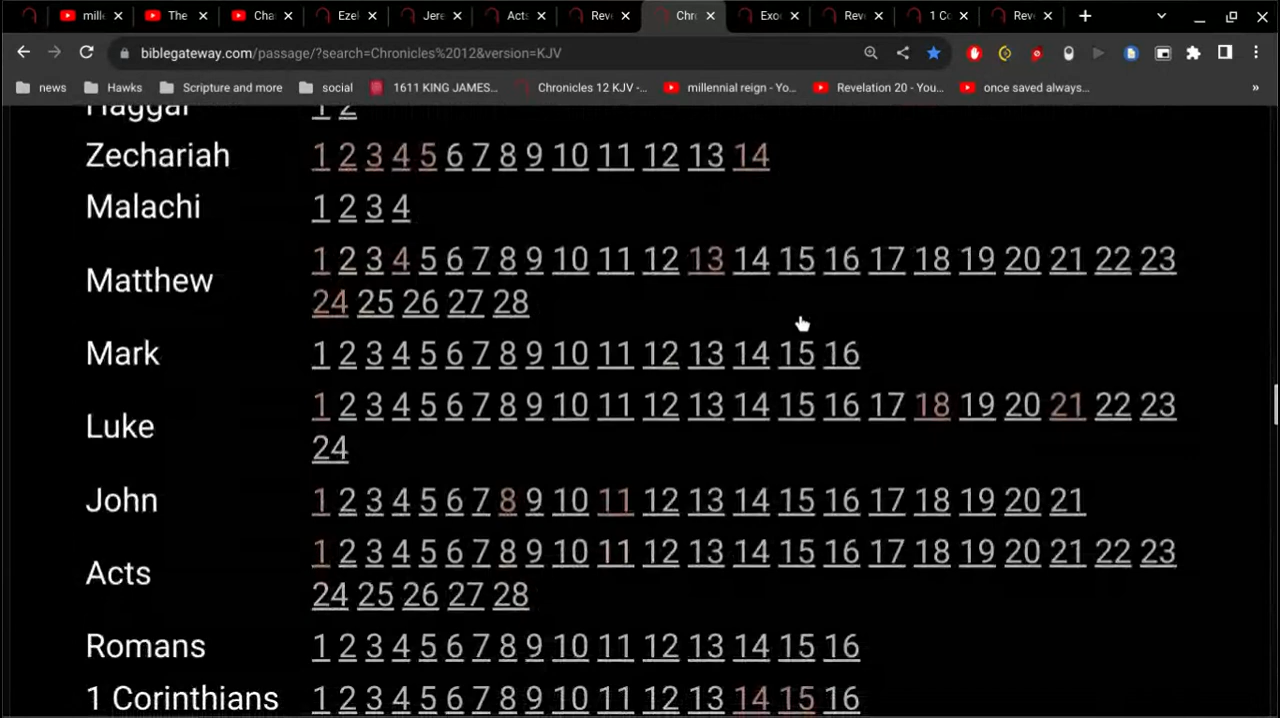 mille
The
Cha
Ezek
Jere
Acts
Reve
Chro
Exo
Reve
1 Co
Reve
biblegateway.com/passage/?search=Chronicles%2012&version=KJV
news
Hawks
Scripture and more
social
1611 KING JAMES...
Chronicles 12 KJV -...
millennial reign - Yo...
Revelation 20 - You...
once saved always...
»
Haggai 1 2
Zechariah 1 2 3 4 5 6 7 8 9 10 11 12 13 14
Malachi 1 2 3 4
Matthew 1 2 3 4 5 6 7 8 9 10 11 12 13 14 15 16 17 18 19 20 21 22 23
24 25 26 27 28
Mark 1 2 3 4 5 6 7 8 9 10 11 12 13 14 15 16
Luke 1 2 3 4 5 6 7 8 9 10 11 12 13 14 15 16 17 18 19 20 21 22 23
24
John 1 2 3 4 5 6 7 8 9 10 11 12 13 14 15 16 17 18 19 20 21
Acts 1 2 3 4 5 6 7 8 9 10 11 12 13 14 15 16 17 18 19 20 21 22 23
24 25 26 27 28
Romans 1 2 3 4 5 6 7 8 9 10 11 12 13 14 15 16
1 Corinthians 1 2 3 4 5 6 7 8 9 10 11 12 13 14 15 16